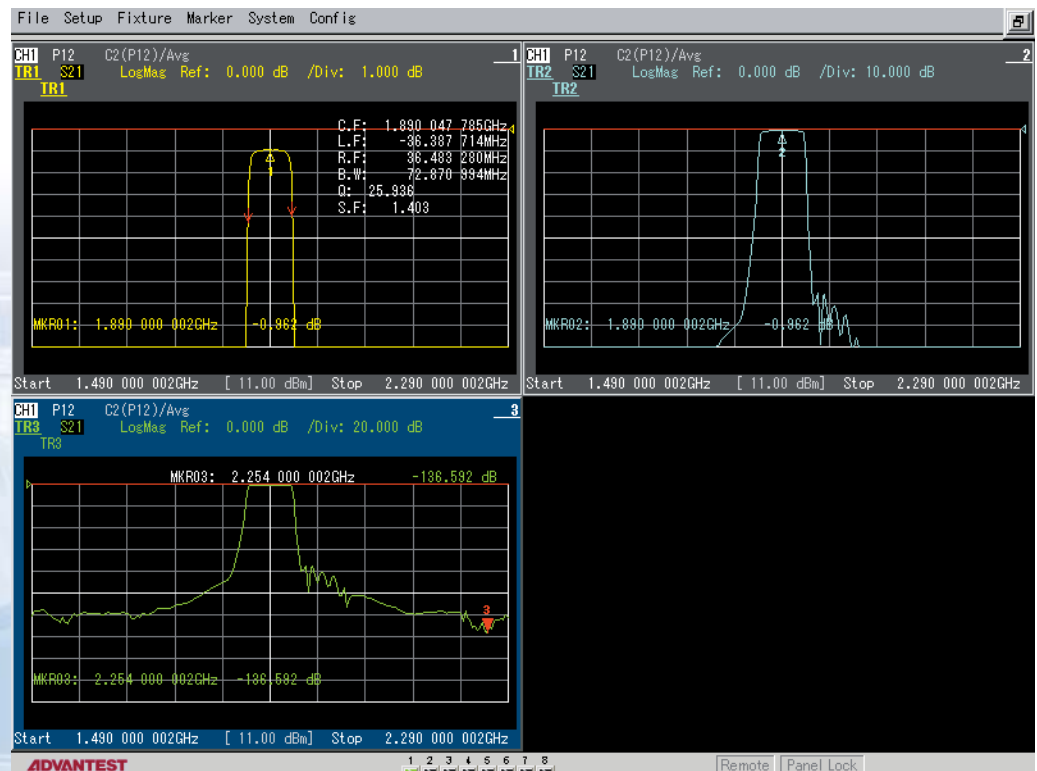 File Setup Fixture Marker System Config
CH1 P12 C2(P12)/Avg 1
TR1 S21 LogMag Ref: 0.000 dB /Div: 1.000 dB
TR1
C.F: 1.890 047 785GHz
L.F: -36.387 714MHz
R.F: 36.483 280MHz
B.W: 72.870 994MHz
Q: 25.936
S.F: 1.403
1
MKR01: 1.890 000 002GHz -0.962 dB
Start 1.490 000 002GHz [ 11.00 dBm] Stop 2.290 000 002GHz
CH1 P12 C2(P12)/Avg 2
TR2 S21 LogMag Ref: 0.000 dB /Div: 10.000 dB
TR2
2
MKR02: 1.890 000 002GHz -0.962 dB
Start 1.490 000 002GHz [ 11.00 dBm] Stop 2.290 000 002GHz
CH1 P12 C2(P12)/Avg 3
TR3 S21 LogMag Ref: 0.000 dB /Div: 20.000 dB
TR3
MKR03: 2.254 000 002GHz -136.592 dB
3
MKR03: 2.254 000 002GHz -136.592 dB
Start 1.490 000 002GHz [ 11.00 dBm] Stop 2.290 000 002GHz
ADVANTEST 1 2 3 4 5 6 7 8 Remote Panel Lock